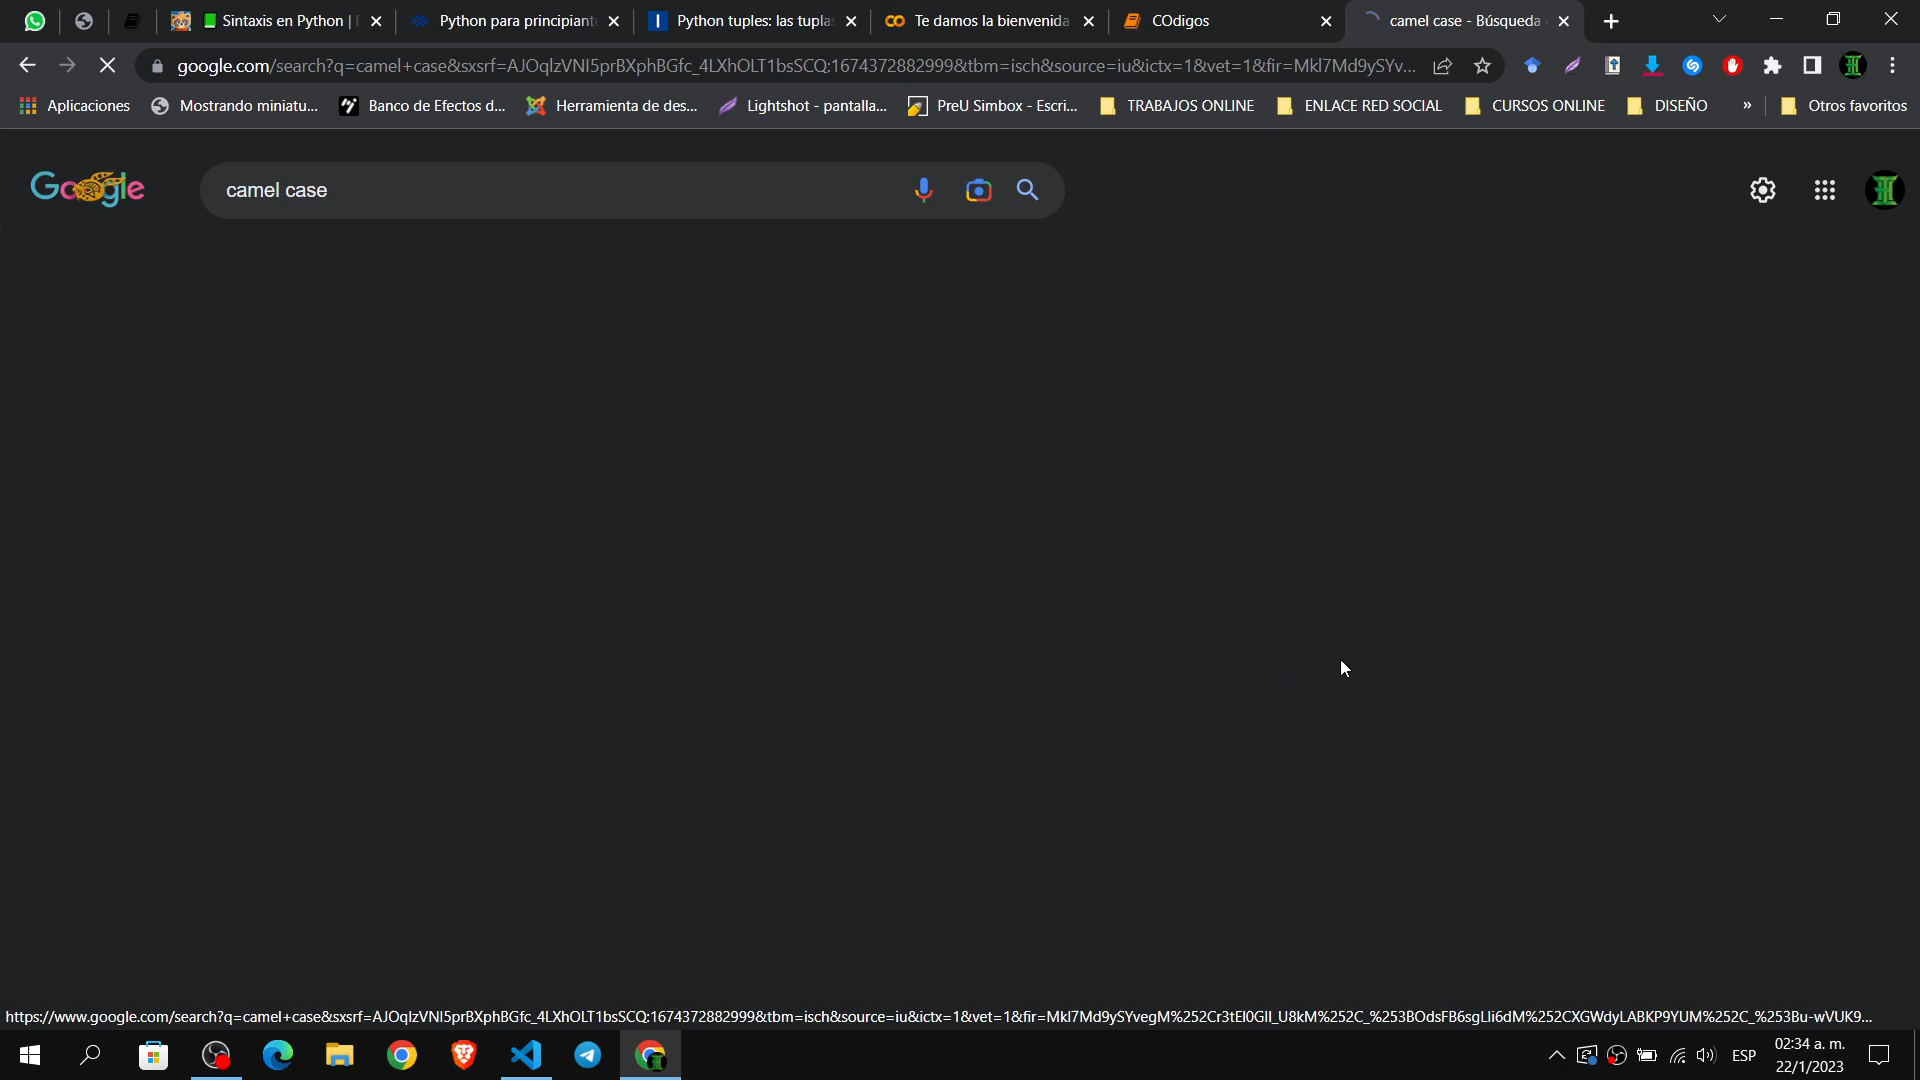 Sintaxis en Python | E
Python para principiant
Python tuples: las tupla
Te damos la bienvenida
COdigos
camel case - Búsqueda
google.com/search?q=camel+case&sxsrf=AJOqlzVNI5prBXphBGfc_4LXhOLT1bsSCQ:1674372882999&tbm=isch&source=iu&ictx=1&vet=1&fir=Mkl7Md9ySYv...
Aplicaciones
Mostrando miniatu...
Banco de Efectos d...
Herramienta de des...
Lightshot - pantalla...
PreU Simbox - Escri...
TRABAJOS ONLINE
ENLACE RED SOCIAL
CURSOS ONLINE
DISEÑO
»
Otros favoritos
Google
camel case
https://www.google.com/search?q=camel+case&sxsrf=AJOqlzVNI5prBXphBGfc_4LXhOLT1bsSCQ:1674372882999&tbm=isch&source=iu&ictx=1&vet=1&fir=Mkl7Md9ySYvegM%252Cr3tEI0GIl_U8kM%252C_%253BOdsFB6sgLIi6dM%252CXGWdyLABKP9YUM%252C_%253Bu-wVUK9...
ESP
02:34 a. m.
22/1/2023